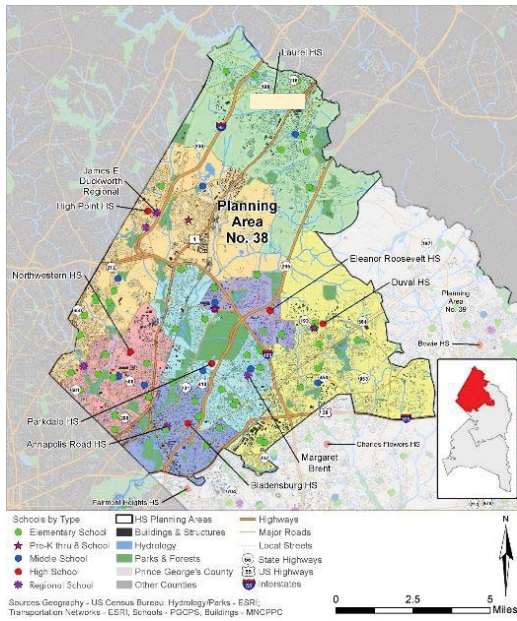 Laurel HS
James E
Duckworth
Regional
High Point HS
Planning
Area
No. 38
Northwestern HS
Eleanor Roosevelt HS
Duval HS
Planning
Area
No. 39
Bowie HS
Parkdale HS
Annapolis Road HS
Margaret
Brent
Bladensburg HS
Charles Flowers HS
Fairmont Heights HS
Schools by Type
Elementary School
Pre-K thru 8 School
Middle School
High School
Regional School
HS Planning Areas
Buildings & Structures
Hydrology
Parks & Forests
Prince George's County
Other Counties
Highways
Major Roads
Local Streets
State Highways
US Highways
Interstates
N
0 2.5 5
Miles
Sources:Geography - US Census Bureau; Hydrology/Parks - ESRI;
Transportation Networks - ESRI; Schools - PGCPS; Buildings - MNCPPC